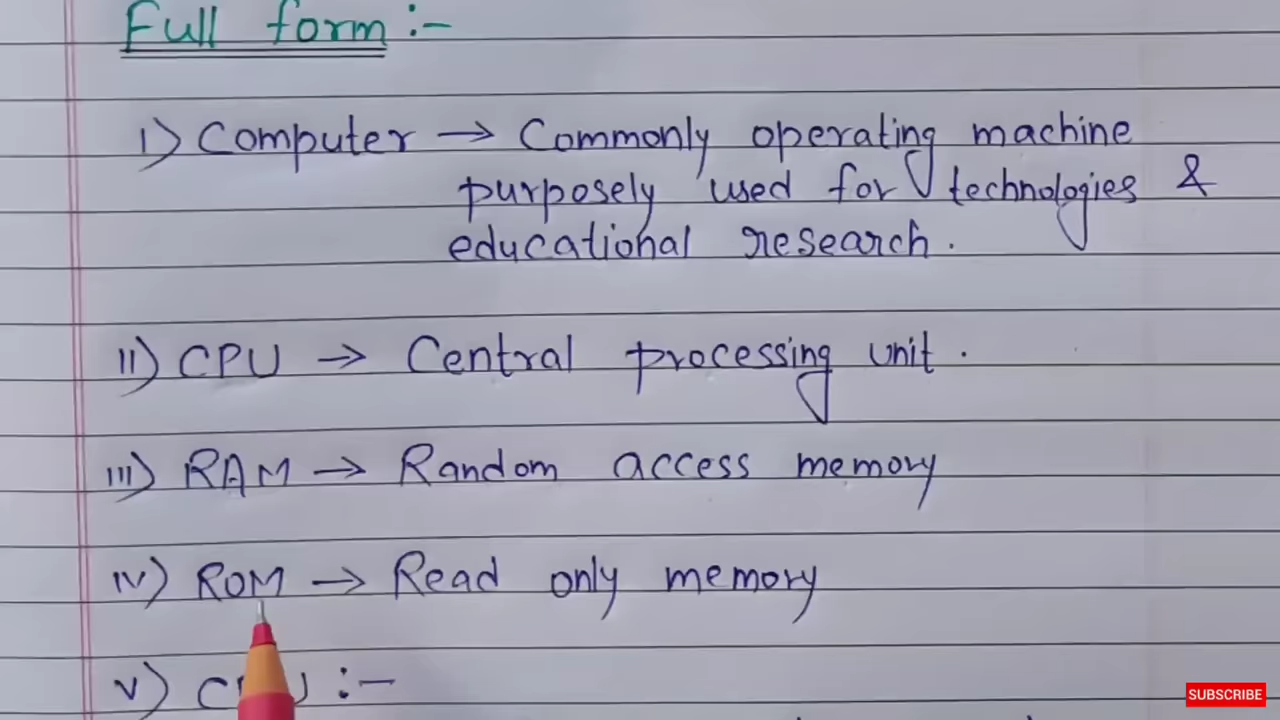 Full form :-
I) Computer → Commonly operating machine
purposely used for technologies &
educational research.
II) CPU → Central processing unit.
III) RAM → Random access memory
IV) ROM → Read only memory
V) :-
SUBSCRIBE